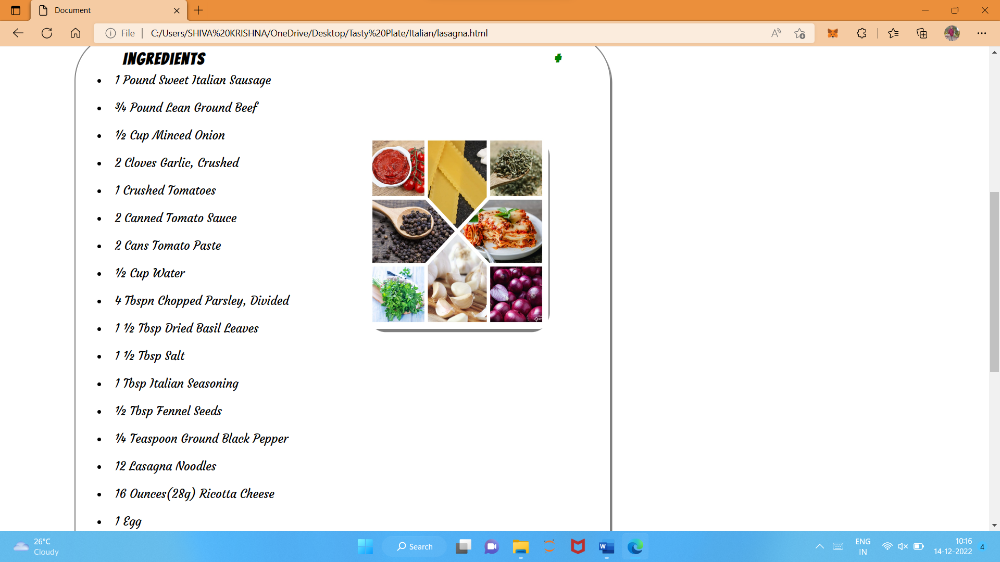 Document
File
C:/Users/SHIVA%20KRISHNA/OneDrive/Desktop/Tasty%20Plate/Italian/lasagna.html
INGREDIENTS
1 Pound Sweet Italian Sausage
¾ Pound Lean Ground Beef
½ Cup Minced Onion
2 Cloves Garlic, Crushed
1 Crushed Tomatoes
2 Canned Tomato Sauce
2 Cans Tomato Paste
½ Cup Water
4 Tbspn Chopped Parsley, Divided
1 ½ Tbsp Dried Basil Leaves
1 ½ Tbsp Salt
1 Tbsp Italian Seasoning
½ Tbsp Fennel Seeds
¼ Teaspoon Ground Black Pepper
12 Lasagna Noodles
16 Ounces(28g) Ricotta Cheese
1 Egg
26°C
Cloudy
Search
ENG
IN
10:16
14-12-2022
4